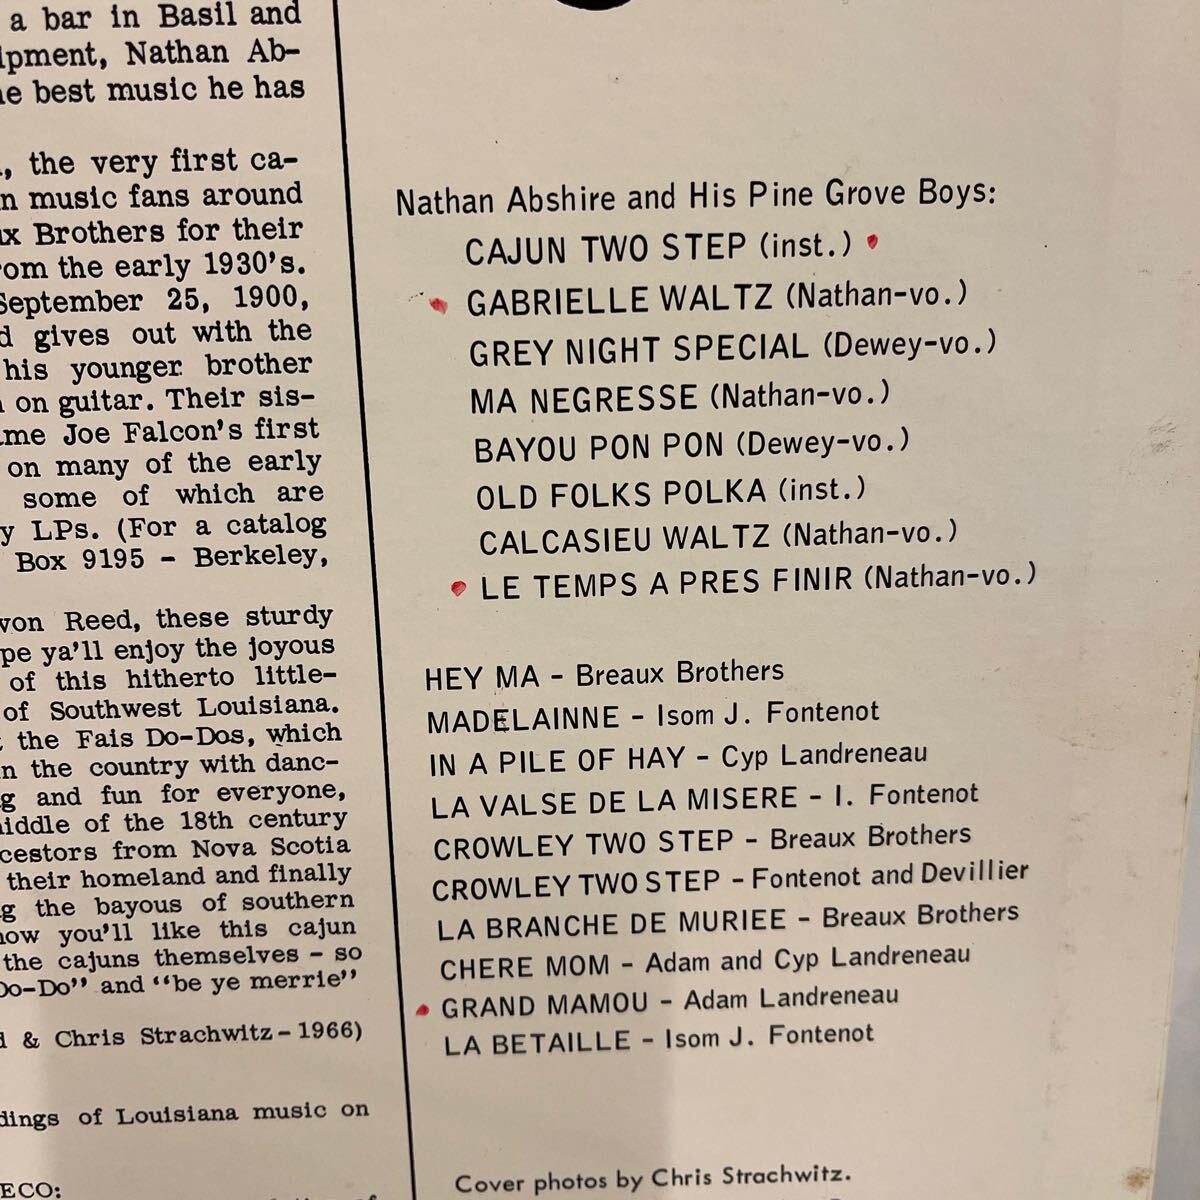 a bar in Basil and
Nathan Ab-
best music he has
the very first ca-
music fans around
Brothers for their
the early 1930's.
September 25, 1900,
gives out with the
his younger brother
on guitar. Their sis-
Joe Falcon's first
on many of the early
some of which are
LPs. (For a catalog
Box 9195 - Berkeley,
Reed, these sturdy
ya'll enjoy the joyous
of this hitherto little-
of Southwest Louisiana.
the Fais Do-Dos, which
the country with danc-
and fun for everyone,
middle of the 18th century
from Nova Scotia
their homeland and finally
the bayous of southern
you'll like this cajun
the cajuns themselves - so
Do-Do" and "be ye merrie"
& Chris Strachwitz - 1966)
of Louisiana music on
Nathan Abshire and His Pine Grove Boys:
CAJUN TWO STEP (inst.)
GABRIELLE WALTZ (Nathan-vo.)
GREY NIGHT SPECIAL (Dewey-vo.)
MA NEGRESSE (Nathan-vo.)
BAYOU PON PON (Dewey-vo.)
OLD FOLKS POLKA (inst.)
CALCASIEU WALTZ (Nathan-vo.)
LE TEMPS A PRES FINIR (Nathan-vo.)
HEY MA - Breaux Brothers
MADELAINNE - Isom J. Fontenot
IN A PILE OF HAY - Cyp Landreneau
LA VALSE DE LA MISERE - I. Fontenot
CROWLEY TWO STEP - Breaux Brothers
CROWLEY TWO STEP - Fontenot and Devillier
LA BRANCHE DE MURIEE - Breaux Brothers
CHERE MOM - Adam and Cyp Landreneau
GRAND MAMOU - Adam Landreneau
LA BETAILLE - Isom J. Fontenot
Cover photos by Chris Strachwitz.